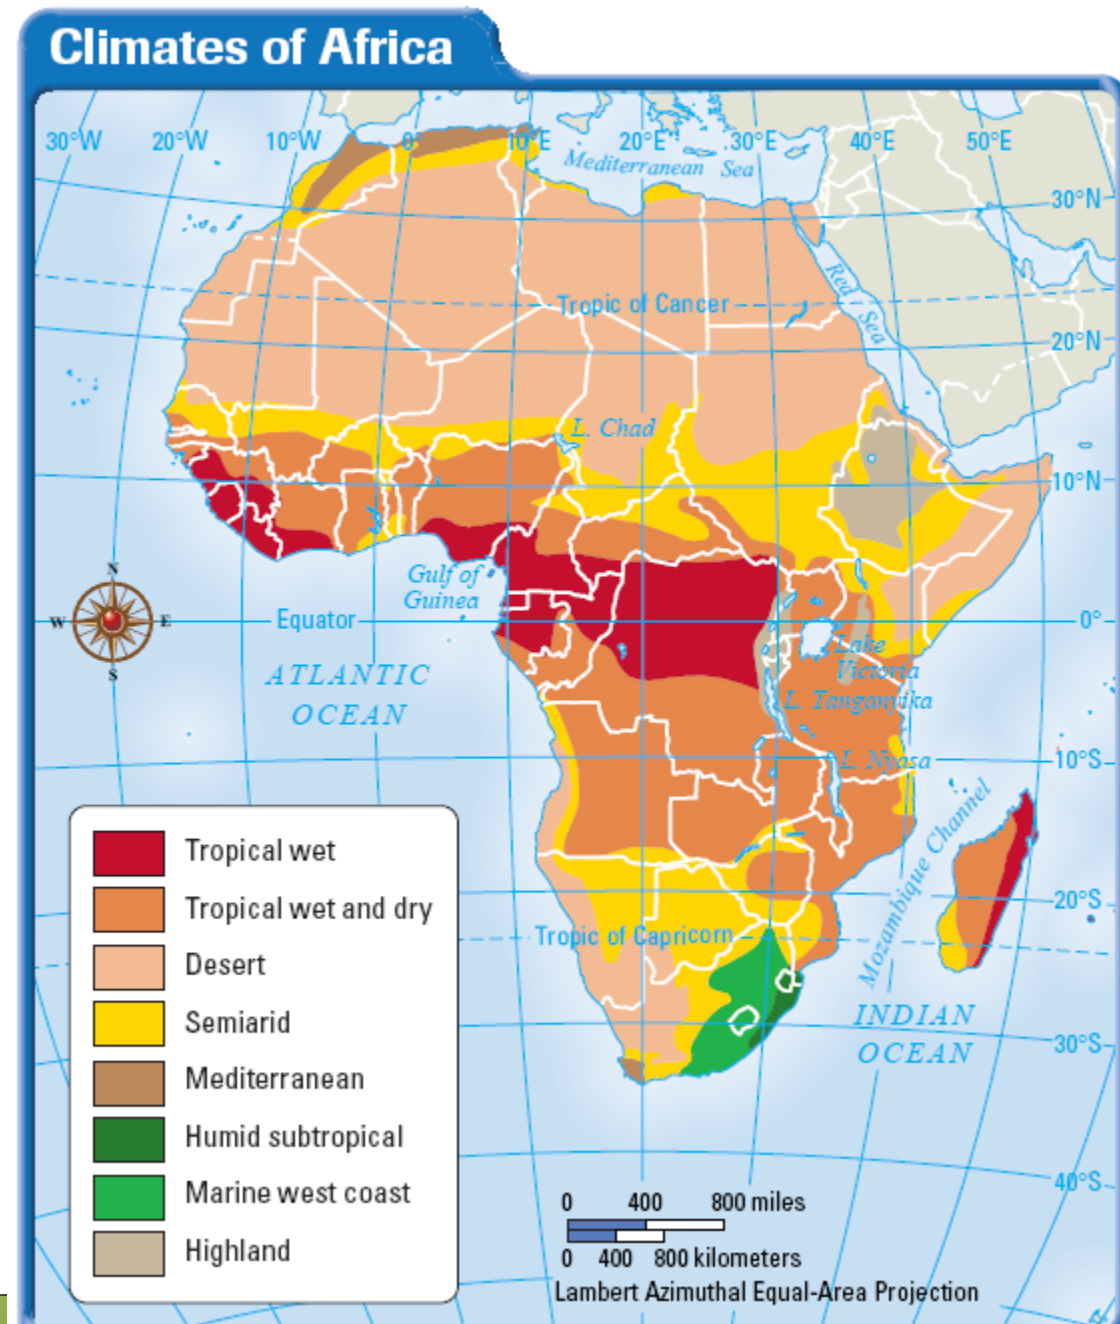 Climates of Africa
30°W
20°W
10°W
0°
10°E
20°E
30°E
40°E
50°E
Mediterranean Sea
30°N
Red Sea
Tropic of Cancer
20°N
L. Chad
10°N
N
W
E
S
Gulf of
Guinea
Equator
0°
ATLANTIC
OCEAN
Lake
Victoria
L. Tanganyika
L. Nyasa
10°S
Mozambique Channel
20°S
Tropic of Capricorn
INDIAN
OCEAN
30°S
40°S
Tropical wet
Tropical wet and dry
Desert
Semiarid
Mediterranean
Humid subtropical
Marine west coast
Highland
0 400 800 miles
0 400 800 kilometers
Lambert Azimuthal Equal-Area Projection